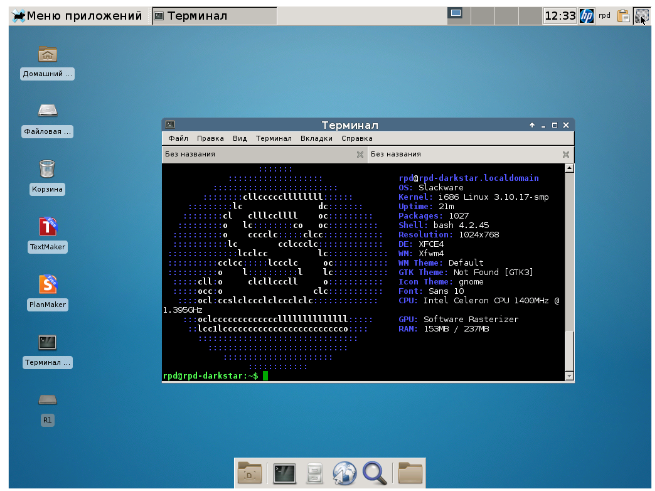 Меню приложений
Терминал
12:33
hp
rpd
Домашний ...
Файловая ...
Корзина
TextMaker
PlanMaker
Терминал ...
R1
Терминал
Файл Правка Вид Терминал Вкладки Справка
Без названия
Без названия
rpd@rpd-darkstar.localdomain
OS: Slackware
Kernel: i686 Linux 3.10.17-smp
Uptime: 21m
Packages: 1027
Shell: bash 4.2.45
Resolution: 1024x768
DE: XFCE4
WM: Xfwm4
WM Theme: Default
GTK Theme: Not Found [GTK3]
Icon Theme: gnome
Font: Sans 10
CPU: Intel Celeron CPU 1400MHz @
1.395GHz
GPU: Software Rasterizer
RAM: 153MB / 237MB
rpd@rpd-darkstar:~$